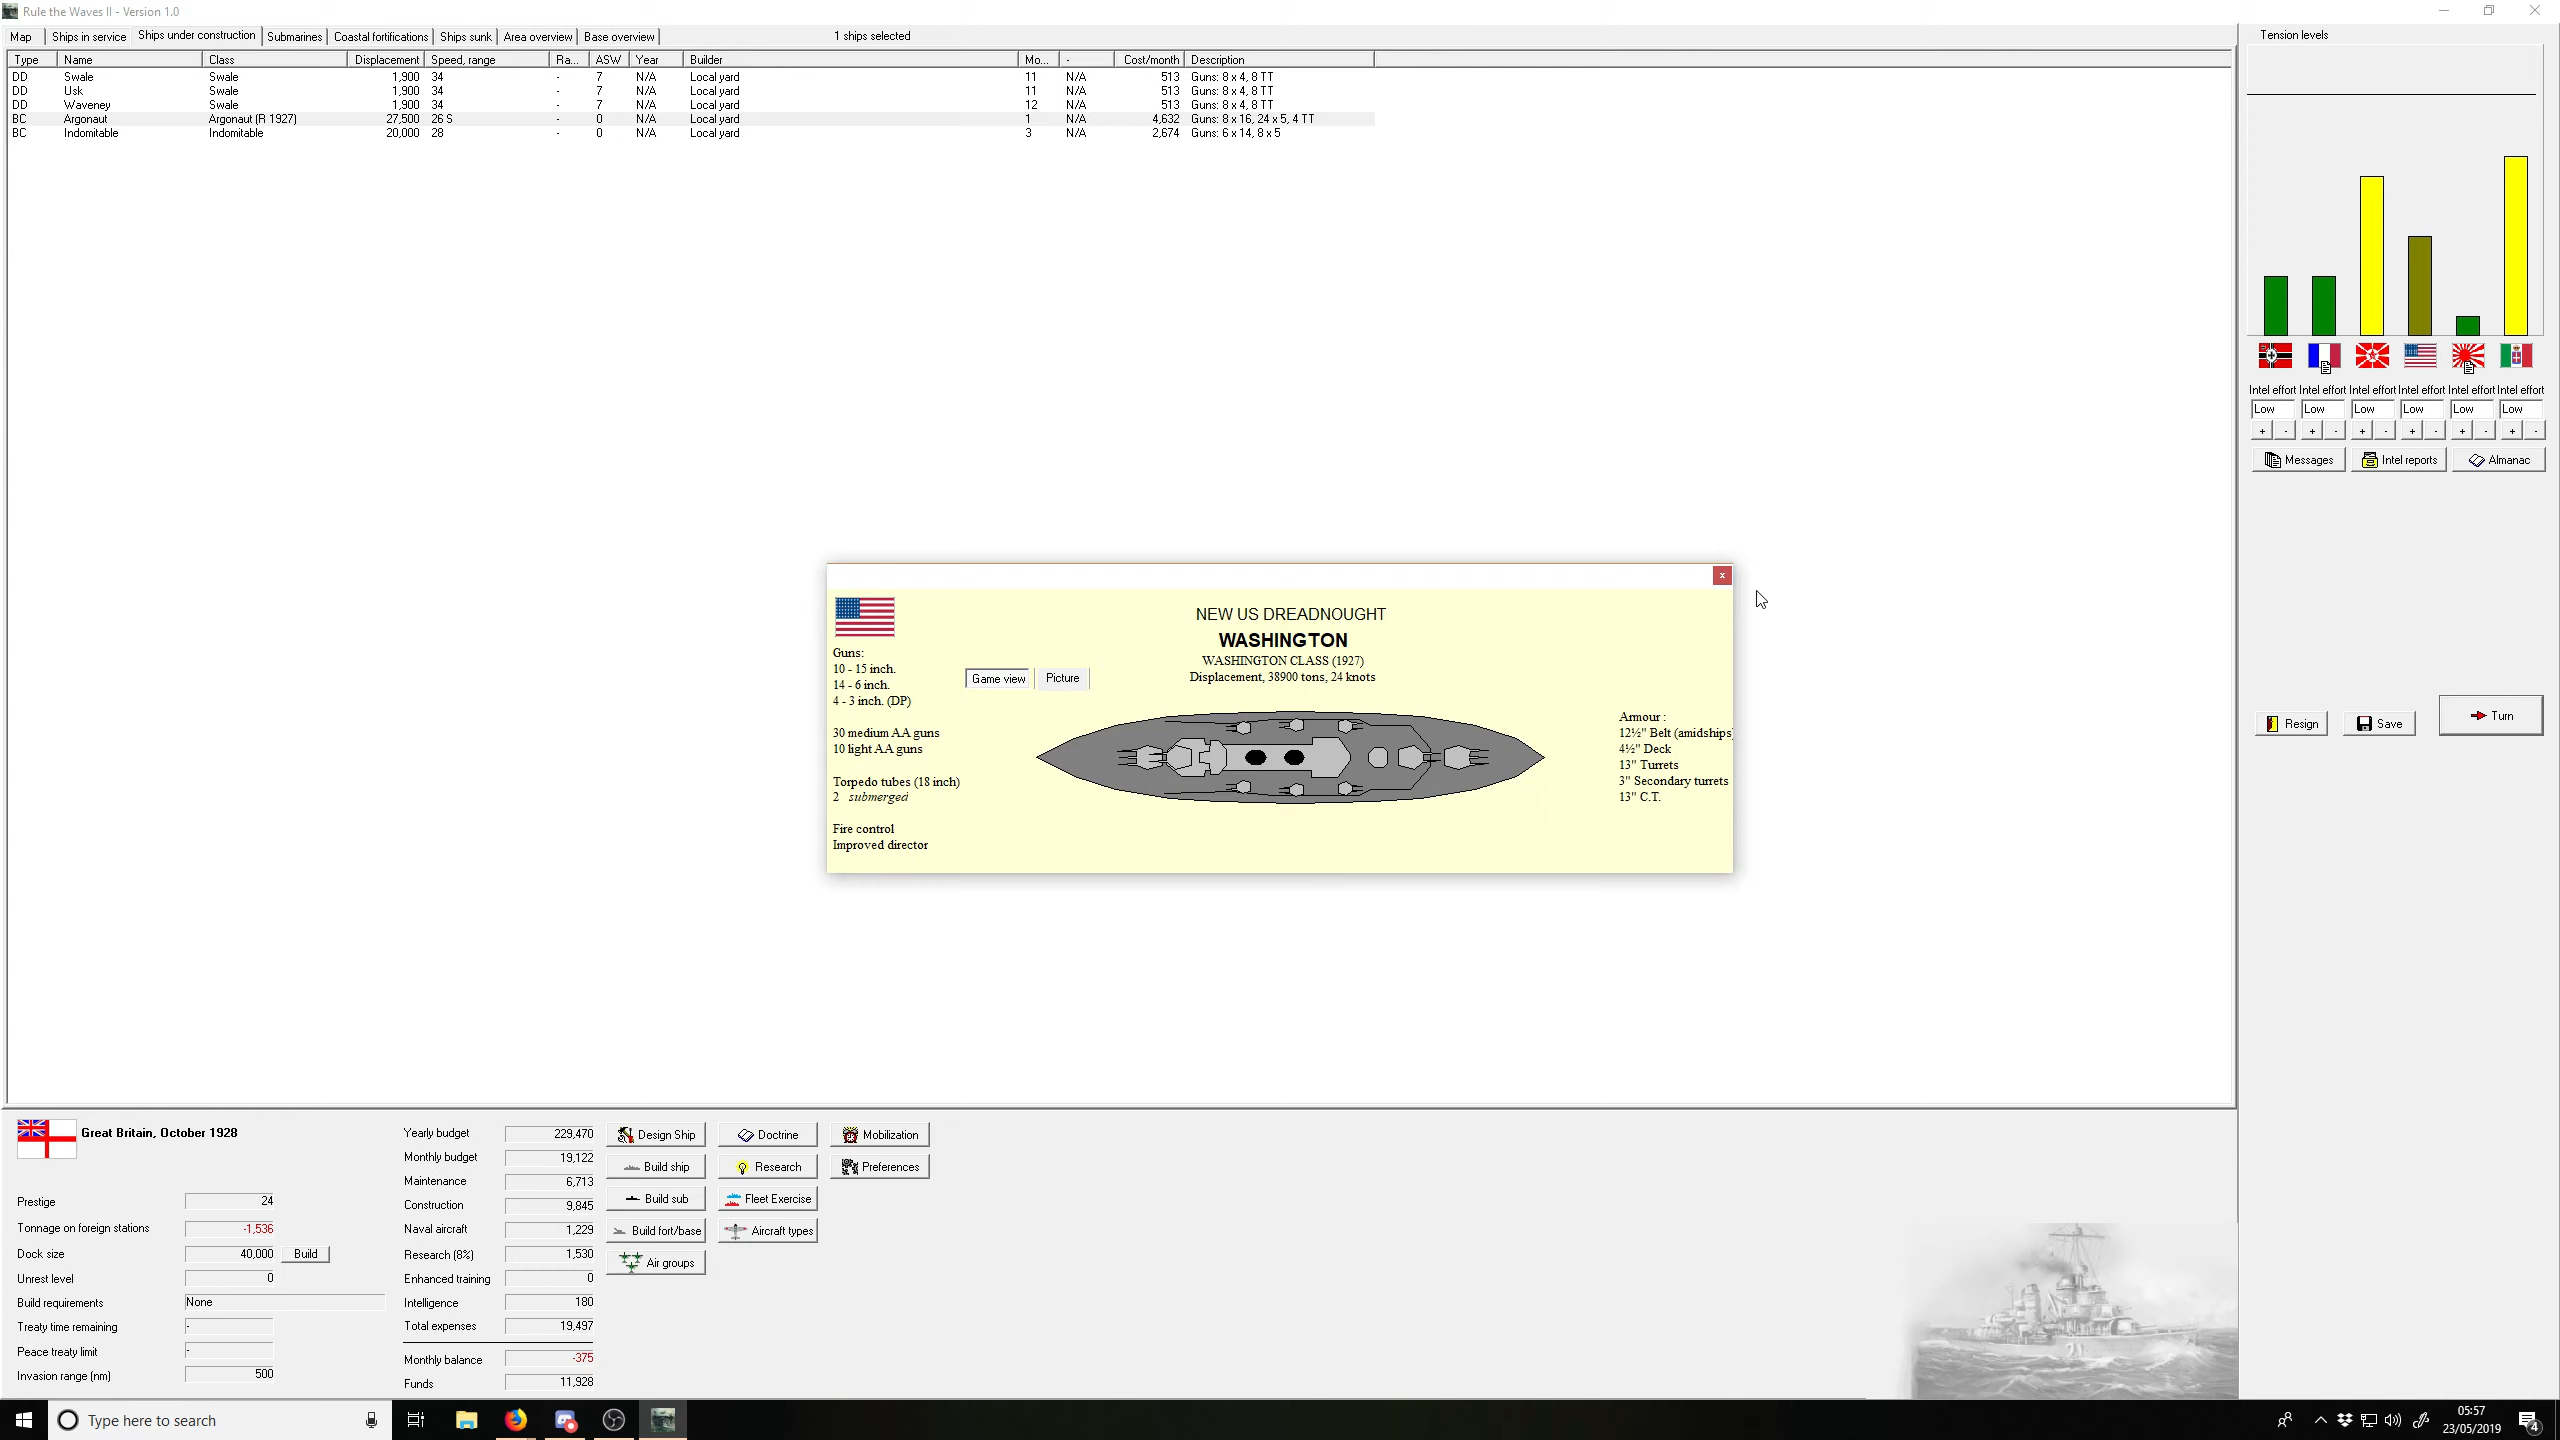 Rule the Waves II - Version 1.0
Map Ships in service Ships under construction Submarines Coastal fortifications Ships sunk Area overview Base overview 1 ships selected
Type Name Class Displacement Speed, range Ra... ASW Year Builder Mo... - Cost/month Description
DD Swale Swale 1,900 34 - 7 N/A Local yard 11 N/A 513 Guns: 8 x 4, 8 TT
DD Usk Swale 1,900 34 - 7 N/A Local yard 11 N/A 513 Guns: 8 x 4, 8 TT
DD Waveney Swale 1,900 34 - 7 N/A Local yard 12 N/A 513 Guns: 8 x 4, 8 TT
BC Argonaut Argonaut (R 1927) 27,500 26 S - 0 N/A Local yard 1 N/A 4,632 Guns: 8 x 16, 24 x 5, 4 TT
BC Indomitable Indomitable 20,000 28 - 0 N/A Local yard 3 N/A 2,674 Guns: 6 x 14, 8 x 5
Tension levels
Intel effort Intel effort Intel effort Intel effort Intel effort Intel effort
Low Low Low Low Low Low
+ - + - + - + - + - + -
Messages Intel reports Almanac
Resign Save Turn
x
NEW US DREADNOUGHT
WASHINGTON
WASHINGTON CLASS (1927)
Displacement, 38900 tons, 24 knots
Guns:
10 - 15 inch.
14 - 6 inch.
4 - 3 inch. (DP)
Game view Picture
30 medium AA guns
10 light AA guns
Torpedo tubes (18 inch)
2 submerged
Fire control
Improved director
Armour :
12½" Belt (amidships)
4½" Deck
13" Turrets
3" Secondary turrets
13" C.T.
Great Britain, October 1928
Prestige 24
Tonnage on foreign stations -1,536
Dock size 40,000 Build
Unrest level 0
Build requirements None
Treaty time remaining -
Peace treaty limit -
Invasion range (nm) 500
Yearly budget 229,470
Monthly budget 19,122
Maintenance 6,713
Construction 9,845
Naval aircraft 1,229
Research (8%) 1,530
Enhanced training 0
Intelligence 180
Total expenses 19,497
Monthly balance -375
Funds 11,928
Design Ship Doctrine Mobilization
Build ship Research Preferences
Build sub Fleet Exercise
Build fort/base Aircraft types
Air groups
Type here to search
05:57
23/05/2019
4